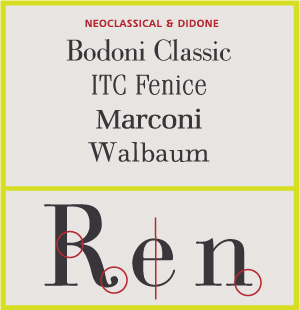 NEOCLASSICAL & DIDONE
Bodoni Classic
ITC Fenice
Marconi
Walbaum
Ren